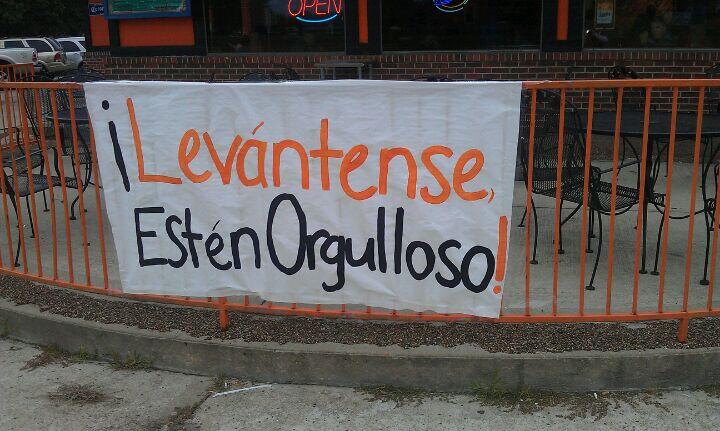 OPEN
¡Levántense,
Estén Orgulloso!